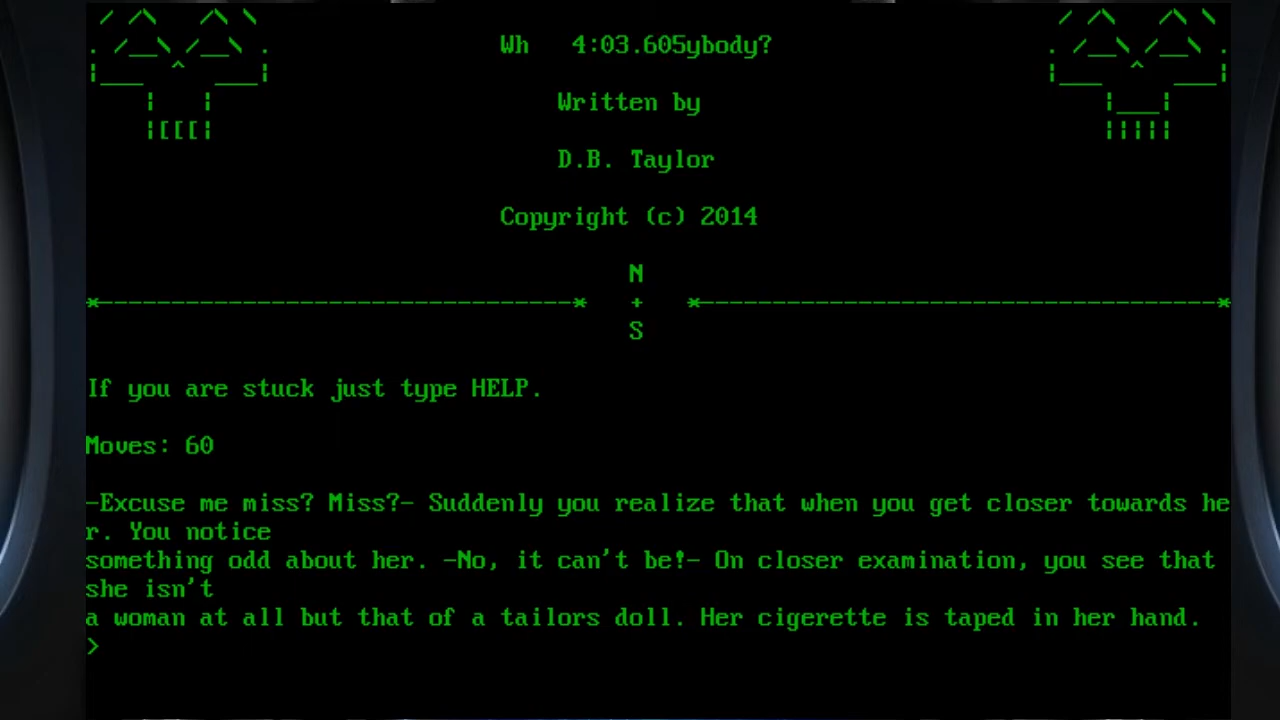 Wh 4:03.605ybody?
Written by
D.B. Taylor
Copyright (c) 2014
N
*----------------------------------* + *-------------------------------------*
S
If you are stuck just type HELP.
Moves: 60
-Excuse me miss? Miss?- Suddenly you realize that when you get closer towards he
r. You notice
something odd about her. -No, it can't be!- On closer examination, you see that
she isn't
a woman at all but that of a tailors doll. Her cigerette is taped in her hand.
>